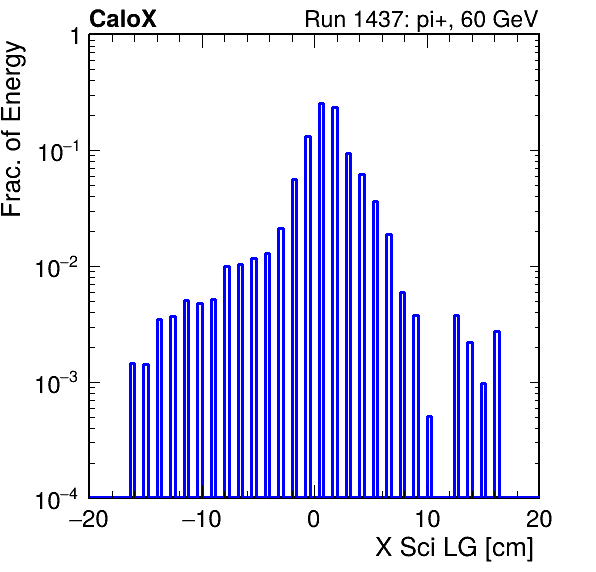 CaloX Run 1437: pi+, 60 GeV
Frac. of Energy
1
10⁻¹
10⁻²
10⁻³
10⁻⁴
−20 −10 0 10 20
X Sci LG [cm]